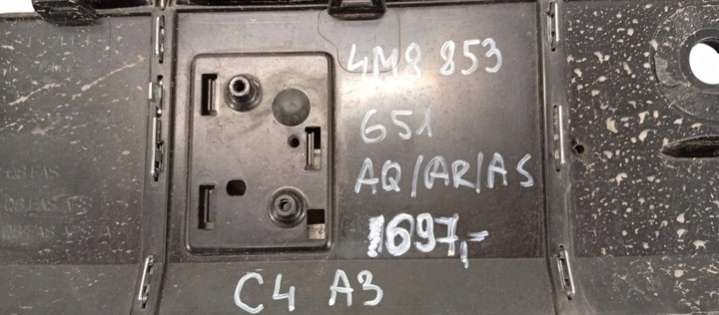 4M8 853
651
AQ/AR/AS
1697,-
C4 A3